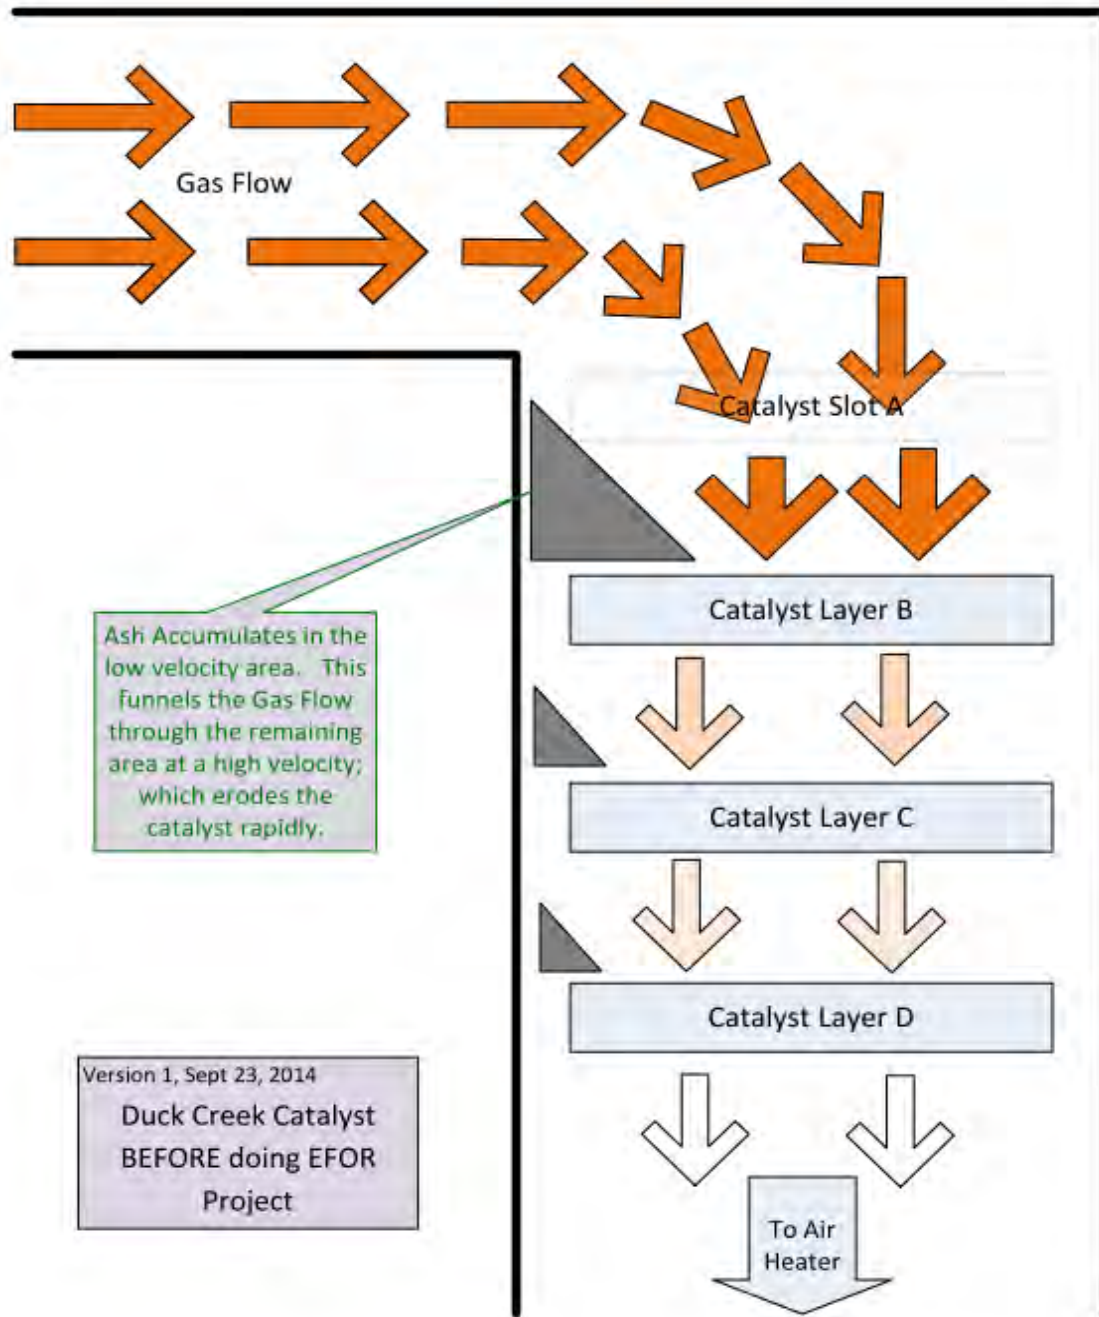 Gas Flow
Catalyst Slot A
Catalyst Layer B
Ash Accumulates in the
low velocity area. This
funnels the Gas Flow
through the remaining
area at a high velocity;
which erodes the
catalyst rapidly.
Catalyst Layer C
Catalyst Layer D
Version 1, Sept 23, 2014
Duck Creek Catalyst
BEFORE doing EFOR
Project
To Air
Heater